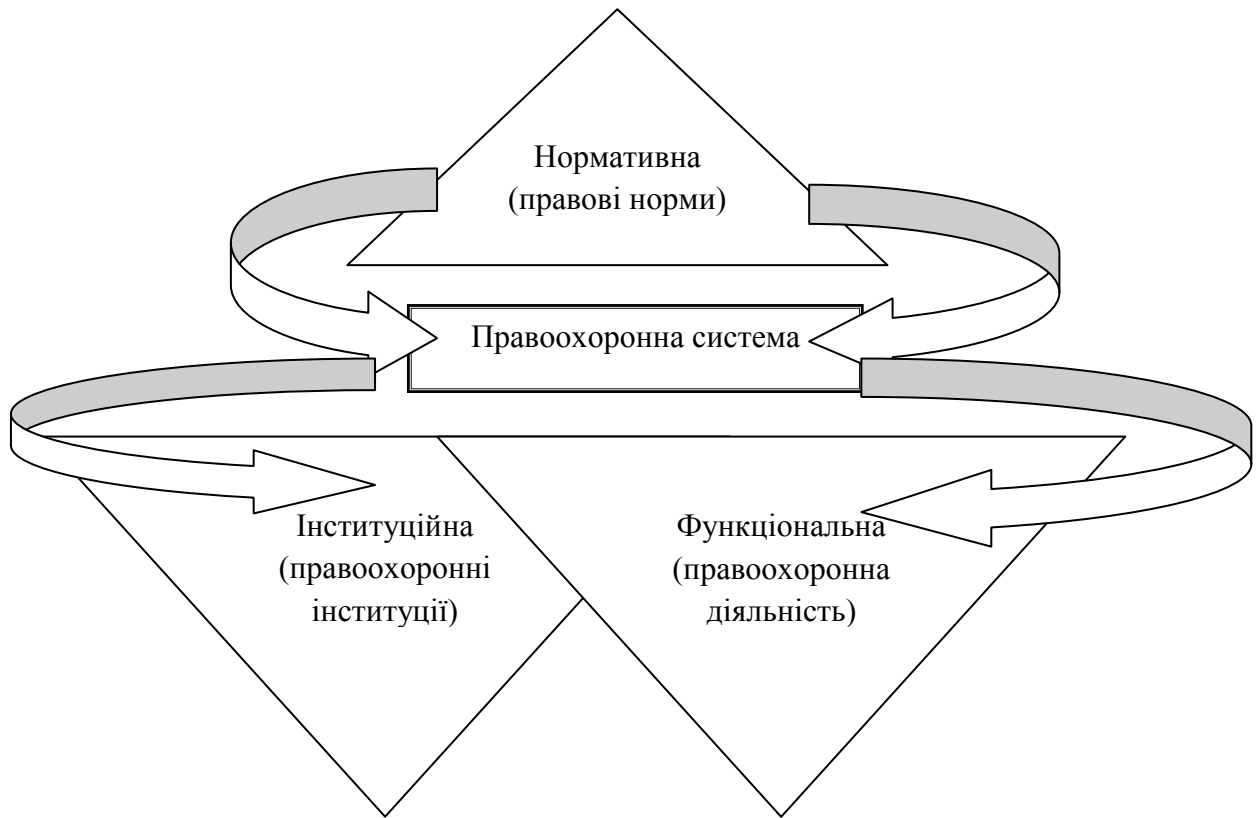 Нормативна
(правові норми)
Правоохоронна система
Інституційна
(правоохоронні
інституції)
Функціональна
(правоохоронна
діяльність)